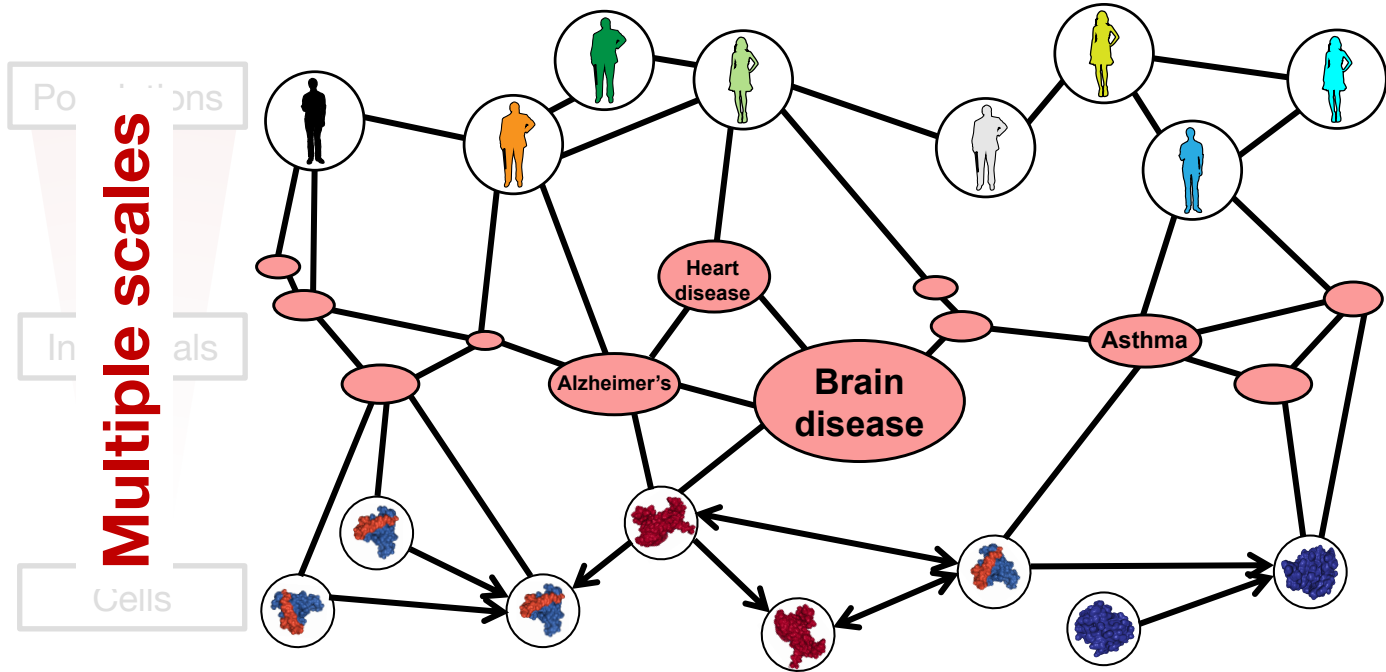 Multiple scales
Heart
disease
Alzheimer's
Brain
disease
Asthma
Cells